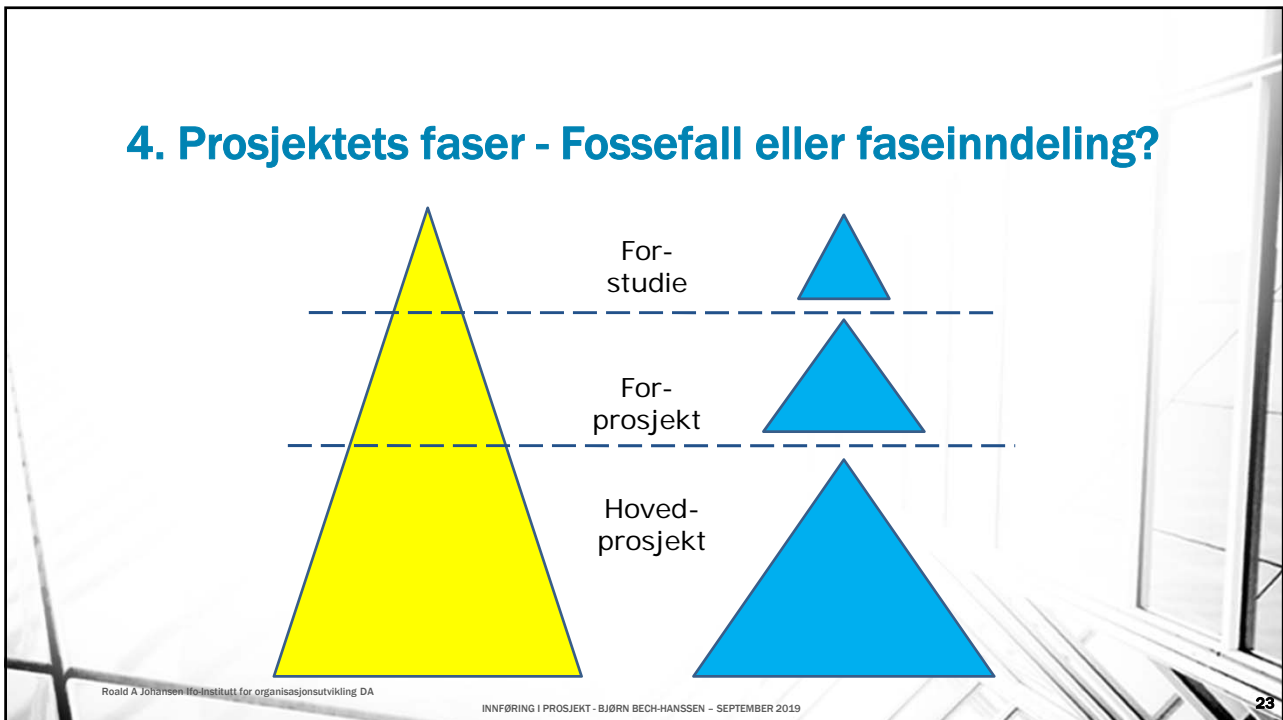 4. Prosjektets faser - Fossefall eller faseinndeling?
For-
studie
For-
prosjekt
Hoved-
prosjekt
Roald A Johansen Ifo-Institutt for organisasjonsutvikling DA
INNFØRING I PROSJEKT - BJØRN BECH-HANSSEN – SEPTEMBER 2019
23